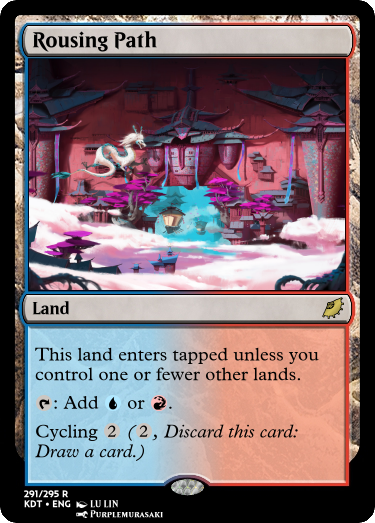 Rousing Path
Land
This land enters tapped unless you
control one or fewer other lands.
: Add or .
Cycling 2 (2, Discard this card:
Draw a card.)
291/295 R
KDT • ENG LU LIN
PURPLEMURASAKI